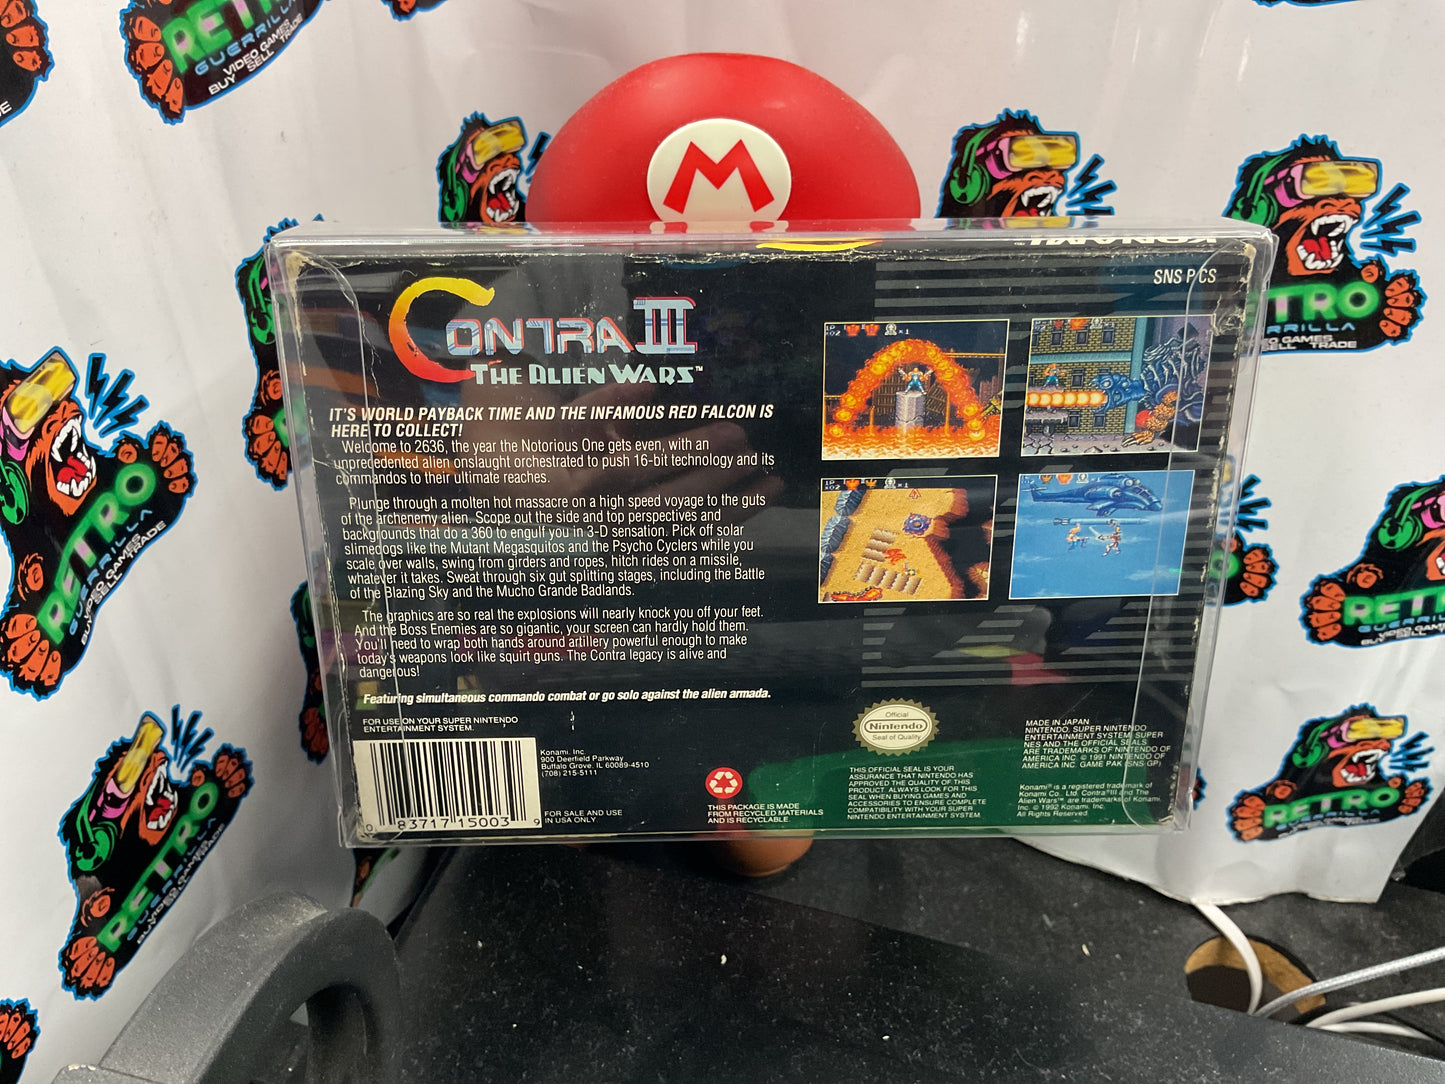 RETRO
GUERRILLA
VIDEO GAMES
BUY SELL TRADE
M
KONAMI
SNS P/CS
CONTRA III
THE ALIEN WARS™
IT'S WORLD PAYBACK TIME AND THE INFAMOUS RED FALCON IS
HERE TO COLLECT!
Welcome to 2636, the year the Notorious One gets even, with an
unprecedented alien onslaught orchestrated to push 16-bit technology and its
commandos to their ultimate reaches.
Plunge through a molten hot massacre on a high speed voyage to the guts
of the archenemy alien. Scope out the side and top perspectives and
backgrounds that do a 360 to engulf you in 3-D sensation. Pick off solar
slimedogs like the Mutant Megasquitos and the Psycho Cyclers while you
scale over walls, swing from girders and ropes, hitch rides on a missile,
whatever it takes. Sweat through six gut splitting stages, including the Battle
of the Blazing Sky and the Mucho Grande Badlands.
The graphics are so real the explosions will nearly knock you off your feet.
And the Boss Enemies are so gigantic, your screen can hardly hold them.
You'll need to wrap both hands around artillery powerful enough to make
today's weapons look like squirt guns. The Contra legacy is alive and
dangerous!
Featuring simultaneous commando combat or go solo against the alien armada.
FOR USE ON YOUR SUPER NINTENDO
ENTERTAINMENT SYSTEM.
Konami, Inc.
900 Deerfield Parkway
Buffalo Grove, IL 60089-4510
(708) 215-5111
0 83717 15003 9
FOR SALE AND USE
IN USA ONLY
THIS PACKAGE IS MADE
FROM RECYCLED MATERIALS
AND IS RECYCLABLE.
Official
Nintendo
Seal of Quality
THIS OFFICIAL SEAL IS YOUR
ASSURANCE THAT NINTENDO HAS
APPROVED THE QUALITY OF THIS
PRODUCT. ALWAYS LOOK FOR THIS
SEAL WHEN BUYING GAMES AND
ACCESSORIES TO ENSURE COMPLETE
COMPATIBILITY WITH YOUR SUPER
NINTENDO ENTERTAINMENT SYSTEM.
MADE IN JAPAN
NINTENDO, SUPER NINTENDO
ENTERTAINMENT SYSTEM, SUPER
NES AND THE OFFICIAL SEALS
ARE TRADEMARKS OF NINTENDO OF
AMERICA INC. © 1991 NINTENDO OF
AMERICA INC. GAME PAK (SNS-GP)
Konami® is a registered trademark of
Konami Co., Ltd. Contra™III and The
Alien Wars™ are trademarks of Konami,
Inc. © 1992 Konami, Inc.
All Rights Reserved.